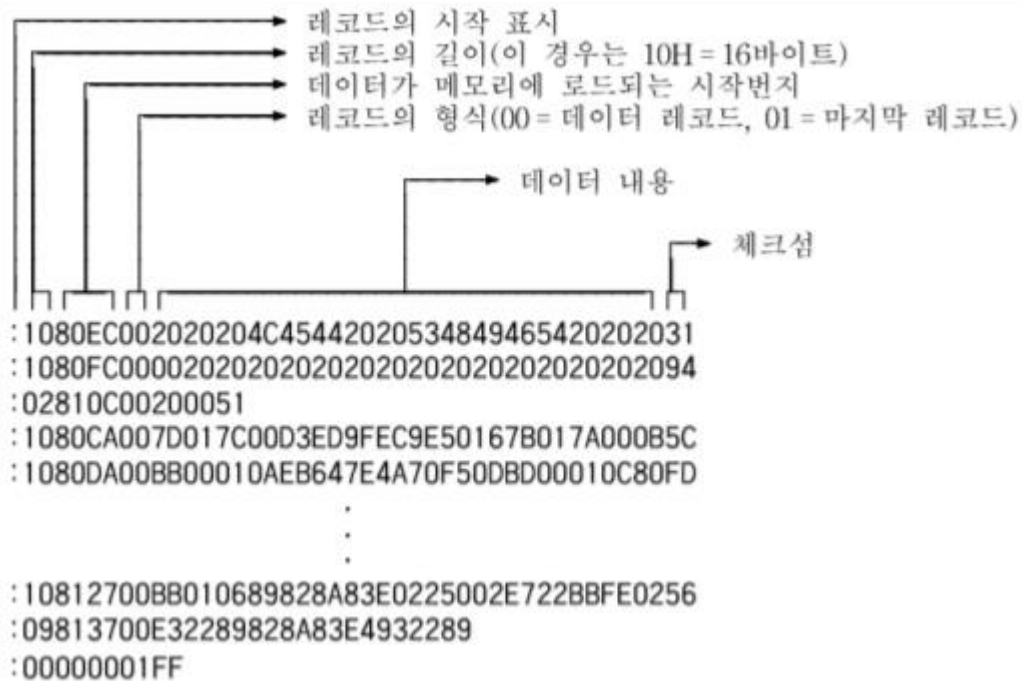 레코드의 시작 표시
레코드의 길이(이 경우는 10H = 16바이트)
데이터가 메모리에 로드되는 시작번지
레코드의 형식(00 = 데이터 레코드, 01 = 마지막 레코드)
데이터 내용
체크섬
:1080EC002020204C454420205348494654202020​31
:1080FC000020202020202020202020202020202094
:02810C00200051
:1080CA007D017C00D3ED9FEC9E50167B017A000B5C
:1080DA00BB00010AEB647E4A70F50DBD00010C80FD
.
.
.
:10812700BB010689828A83E0225002E722BBFE0256
:09813700E32289828A83E4932289
:00000001FF